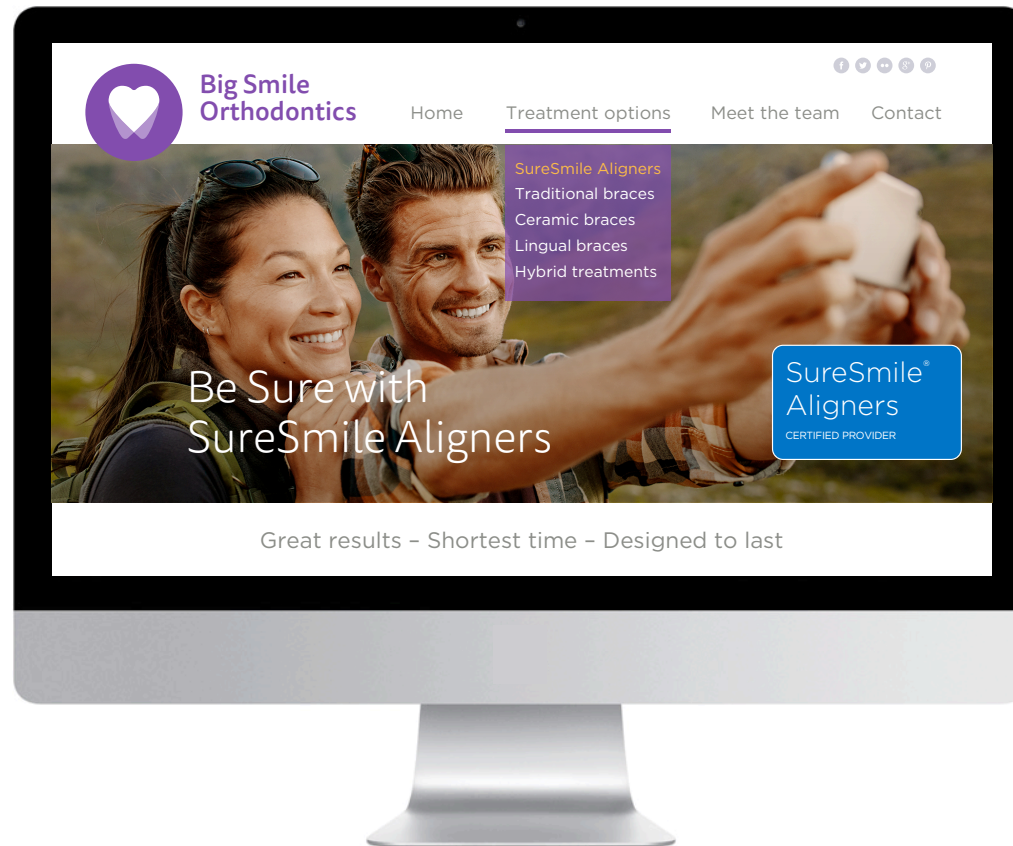 Big Smile
Orthodontics
Home
Treatment options
Meet the team
Contact
SureSmile Aligners
Traditional braces
Ceramic braces
Lingual braces
Hybrid treatments
Be Sure with
SureSmile Aligners
SureSmile®
Aligners
CERTIFIED PROVIDER
Great results – Shortest time – Designed to last